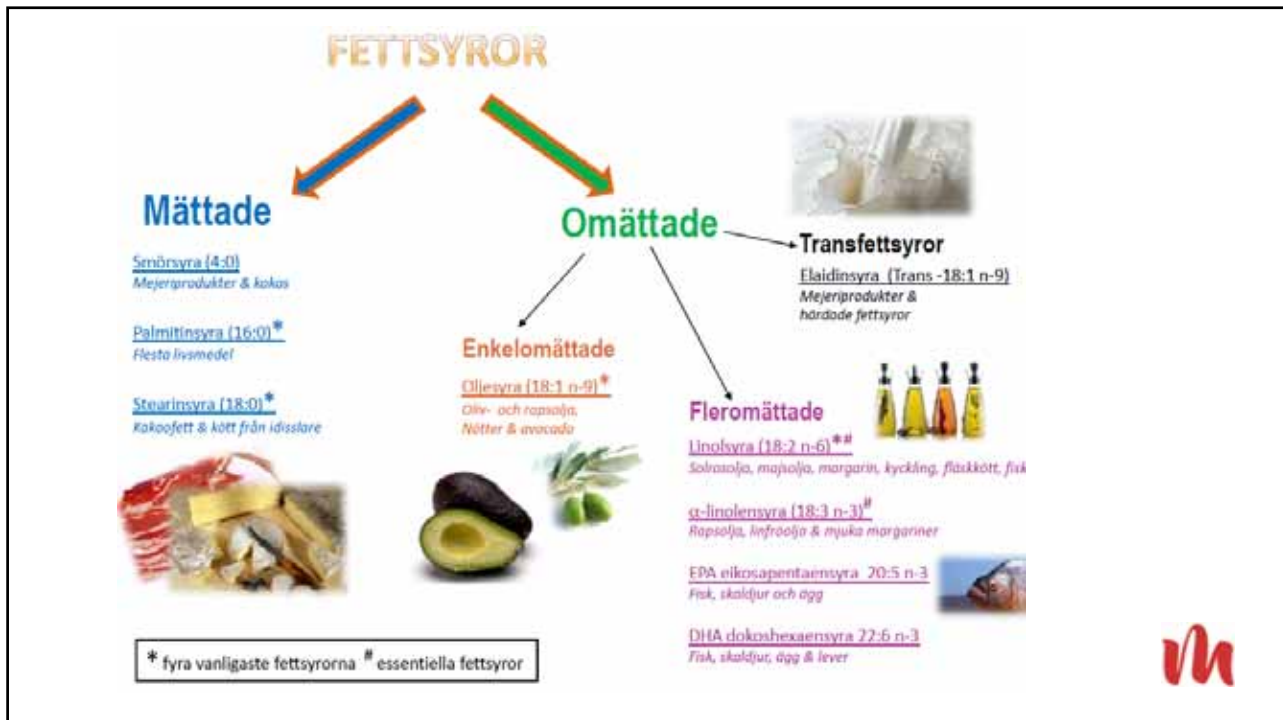 FETTSYROR
Mättade
Smörsyra (4:0)
Mejeriprodukter & kokos
Palmitinsyra (16:0)*
Flesta livsmedel
Stearinsyra (18:0)*
Kakaofett & kött från idisslare
Omättade
Enkelomättade
Oljesyra (18:1 n-9)*
Oliv- och rapsolja,
Nötter & avocado
Transfettsyror
Elaidinsyra (Trans -18:1 n-9)
Mejeriprodukter &
härdade fettsyror
Fleromättade
Linolsyra (18:2 n-6)*#
Solrosolja, majsolja, margarin, kyckling, fläskkött, fisk
α-linolensyra (18:3 n-3)#
Rapsolja, linfröolja & mjuka margariner
EPA eikosapentaensyra 20:5 n-3
Fisk, skaldjur och ägg
DHA dokoshexaensyra 22:6 n-3
Fisk, skaldjur, ägg & lever
* fyra vanligaste fettsyrorna # essentiella fettsyror